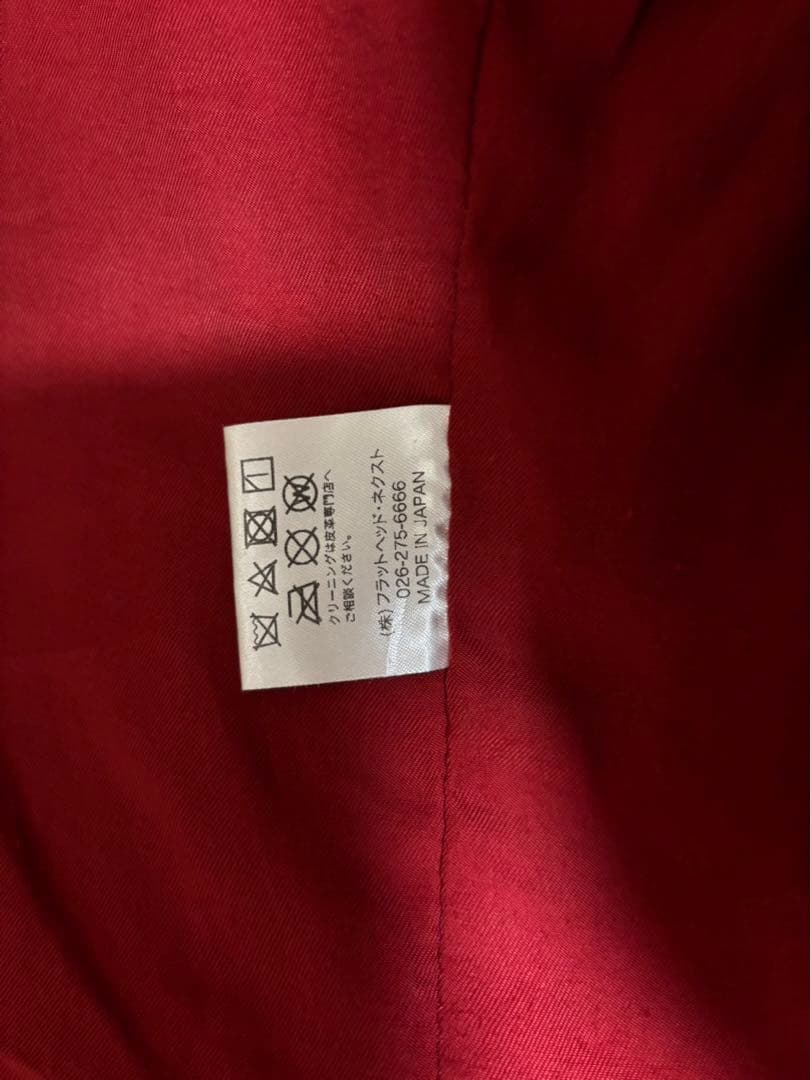 クリーニングは皮革専門店へ
ご相談ください。
(株)フラットヘッド・ネクスト
026-275-6666
MADE IN JAPAN